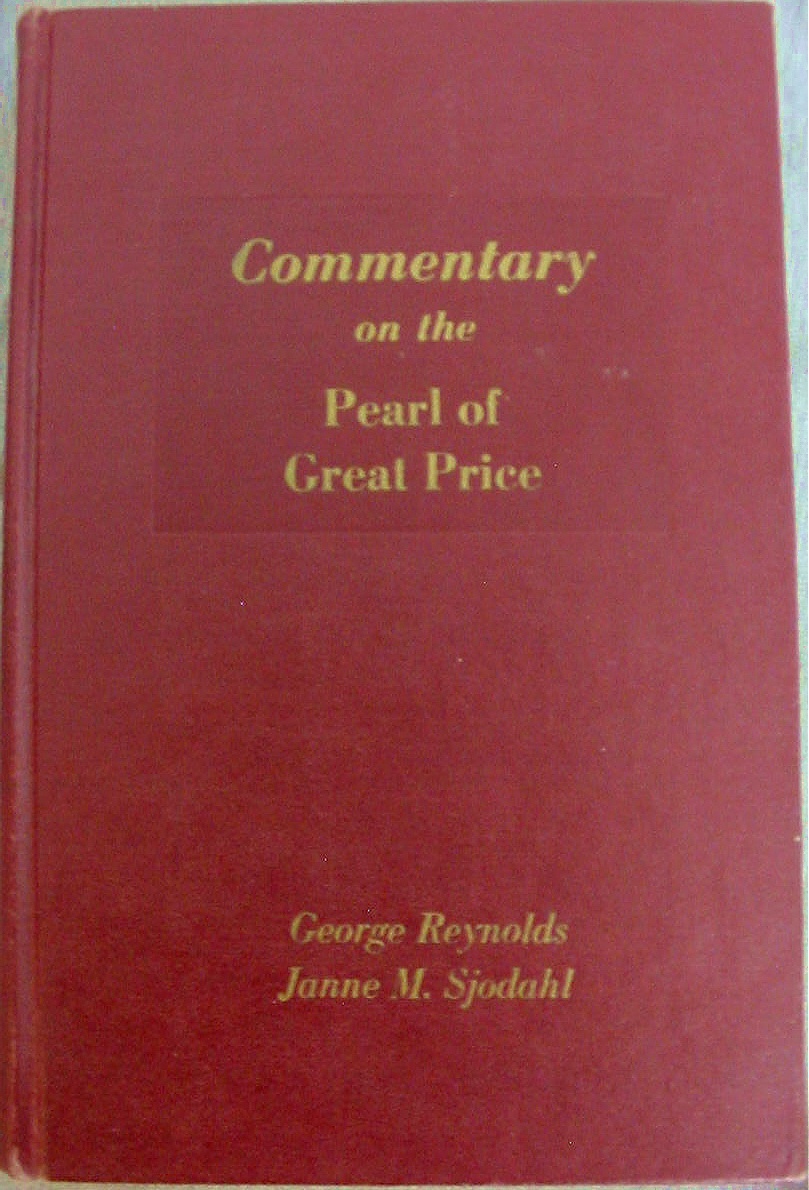 Commentary
on the
Pearl of
Great Price
George Reynolds
Janne M. Sjodahl